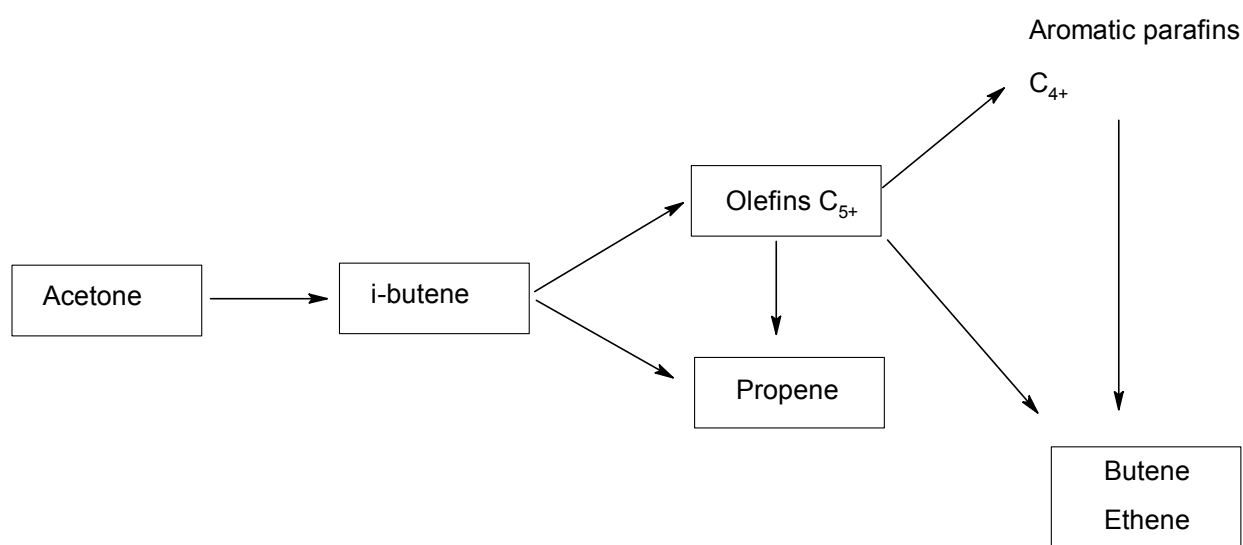 Aromatic parafins
C₄₊
Olefins C₅₊
Acetone
i-butene
Propene
Butene
Ethene